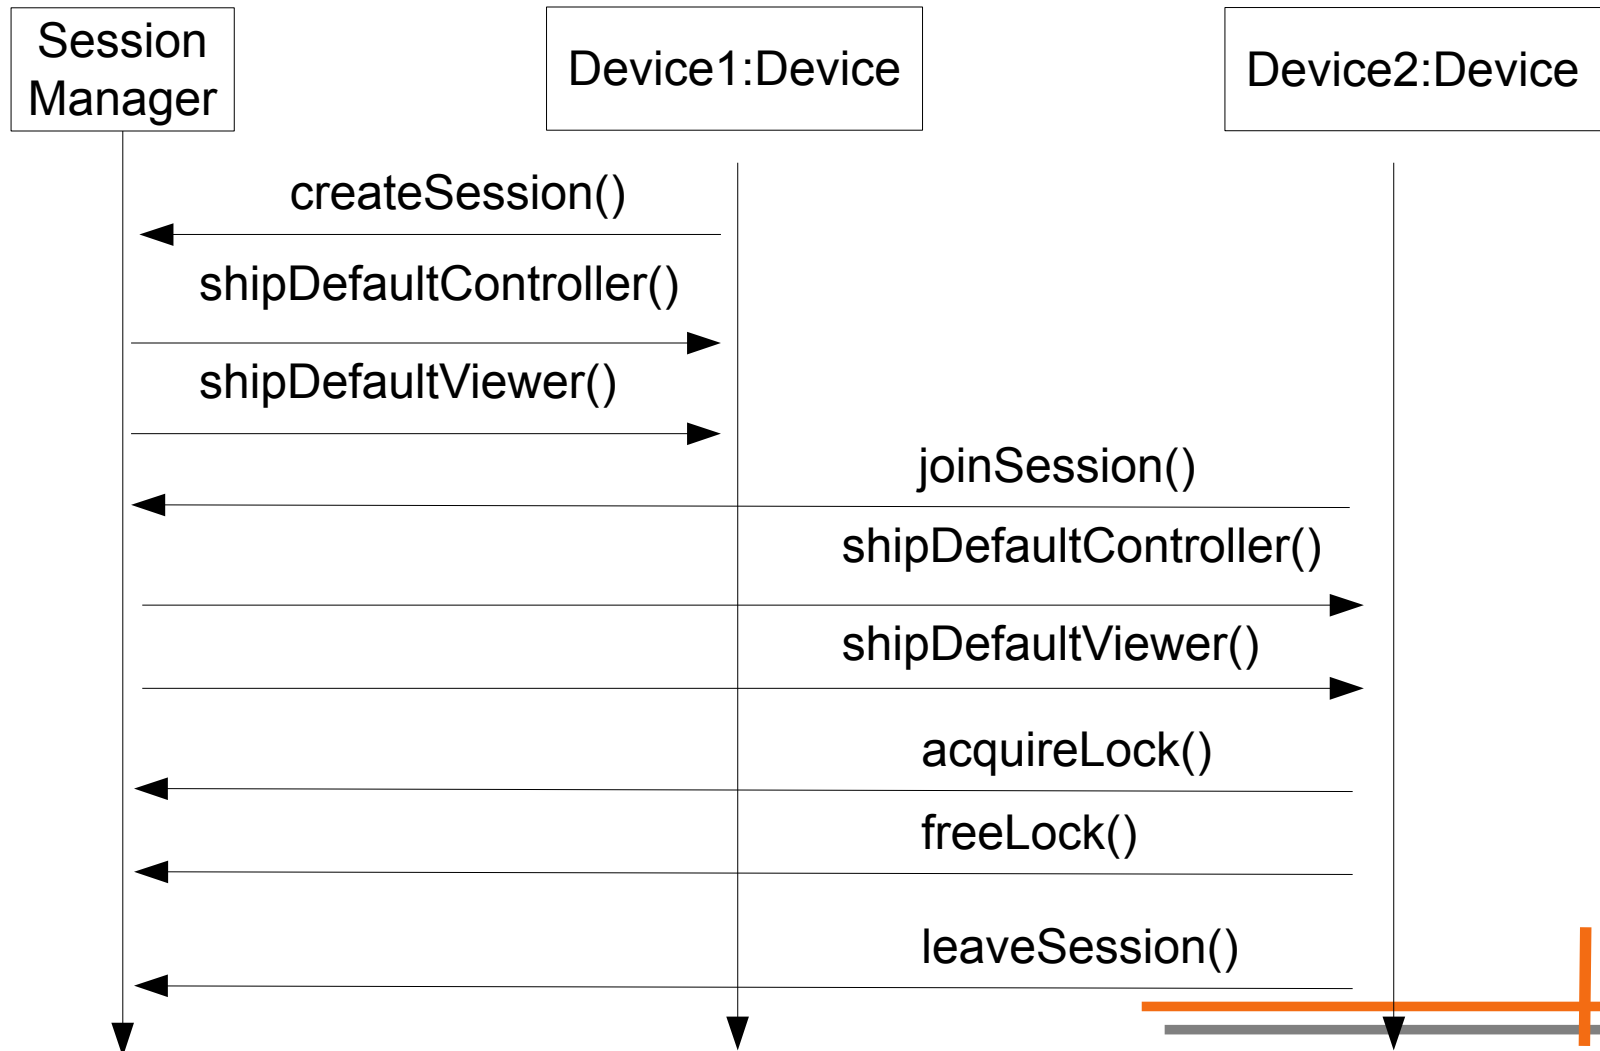 Session
Manager
Device1:Device
Device2:Device
createSession()
shipDefaultController()
shipDefaultViewer()
joinSession()
shipDefaultController()
shipDefaultViewer()
acquireLock()
freeLock()
leaveSession()